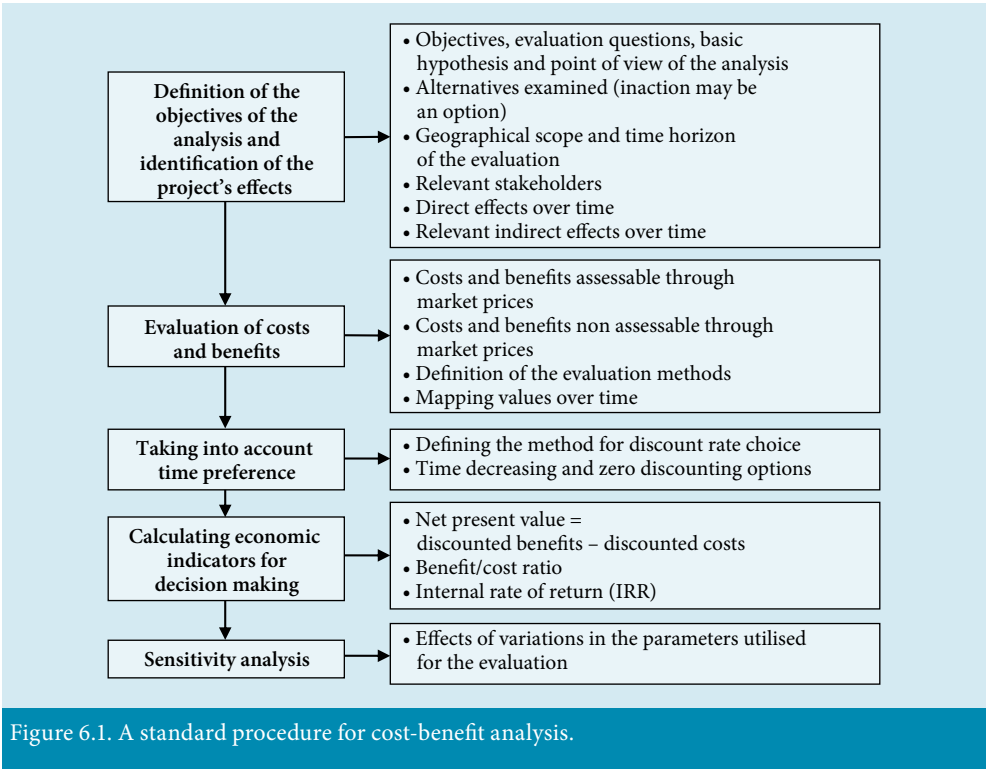 Definition of the
objectives of the
analysis and
identification of the
project's effects
• Objectives, evaluation questions, basic
hypothesis and point of view of the analysis
• Alternatives examined (inaction may be
an option)
• Geographical scope and time horizon
of the evaluation
• Relevant stakeholders
• Direct effects over time
• Relevant indirect effects over time
Evaluation of costs
and benefits
• Costs and benefits assessable through
market prices
• Costs and benefits non assessable through
market prices
• Definition of the evaluation methods
• Mapping values over time
Taking into account
time preference
• Defining the method for discount rate choice
• Time decreasing and zero discounting options
Calculating economic
indicators for
decision making
• Net present value =
discounted benefits – discounted costs
• Benefit/cost ratio
• Internal rate of return (IRR)
Sensitivity analysis
• Effects of variations in the parameters utilised
for the evaluation
Figure 6.1. A standard procedure for cost-benefit analysis.